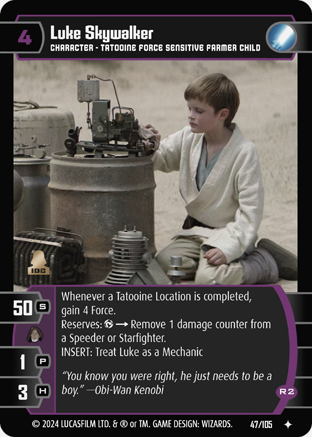 4
Luke Skywalker
CHARACTER - TATOOINE FORCE SENSITIVE FARMER CHILD
IBC
50 S
1 P
3 H
Whenever a Tatooine Location is completed,
gain 4 Force.
Reserves: → Remove 1 damage counter from
a Speeder or Starfighter.
INSERT: Treat Luke as a Mechanic
"You know you were right, he just needs to be a
boy." —Obi-Wan Kenobi
R2
© 2024 LUCASFILM LTD. & ® or TM. GAME DESIGN: WIZARDS. 47/105